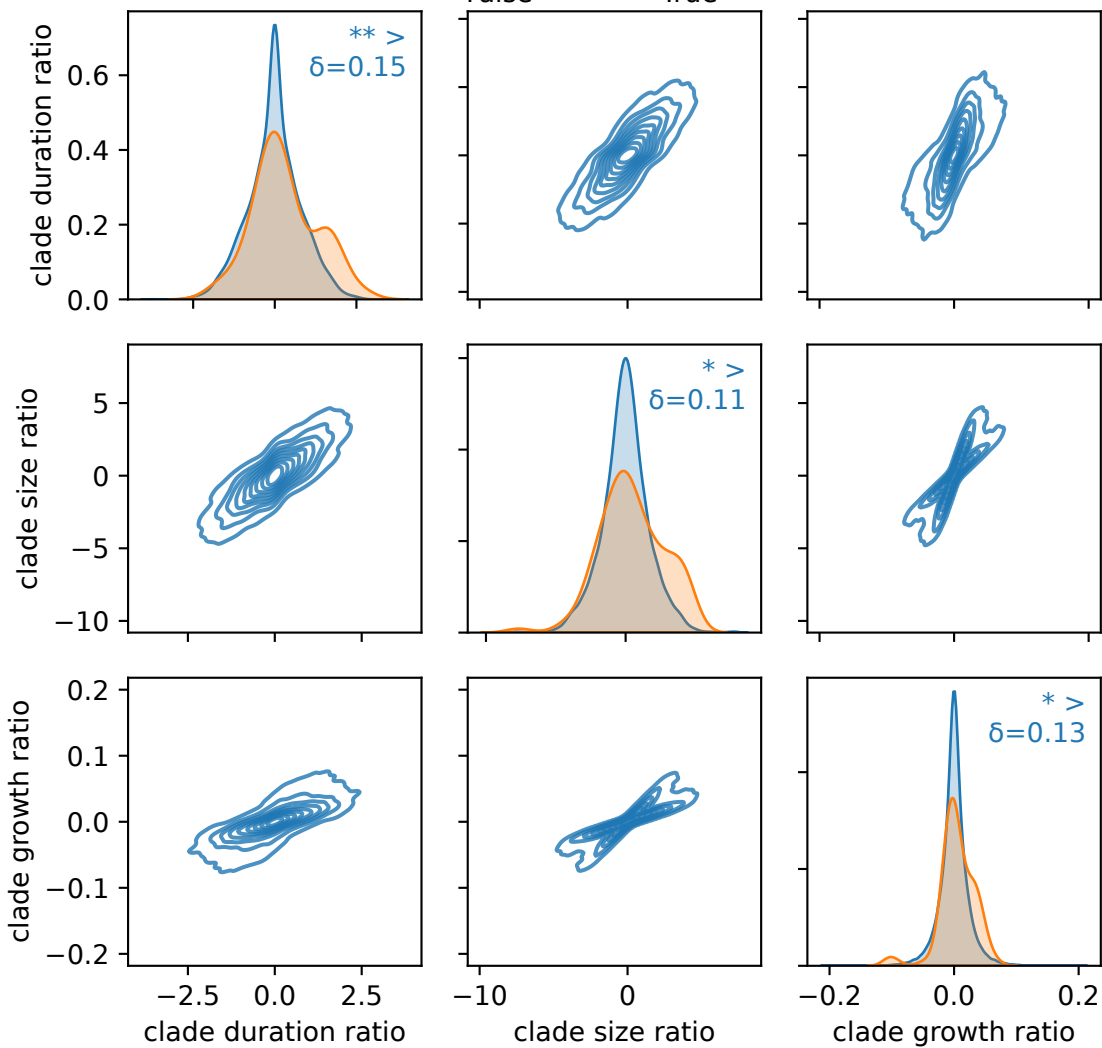 clade duration ratio
0.6
0.4
0.2
0.0
** >
δ=0.15
clade size ratio
5
0
−5
−10
* >
δ=0.11
clade growth ratio
0.2
0.1
0.0
−0.1
−0.2
* >
δ=0.13
−2.5 0.0 2.5
−10 0
−0.2 0.0 0.2
clade duration ratio
clade size ratio
clade growth ratio